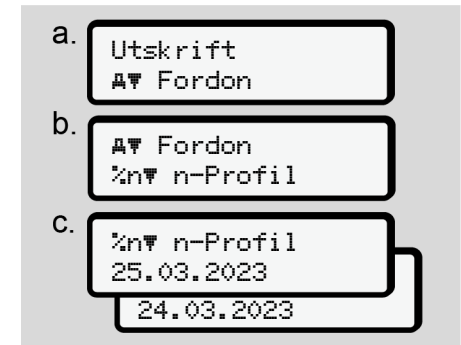 a.
Utskrift
Fordon
b.
Fordon
%n▼ n-Profil
c.
%n▼ n-Profil
25.03.2023
24.03.2023